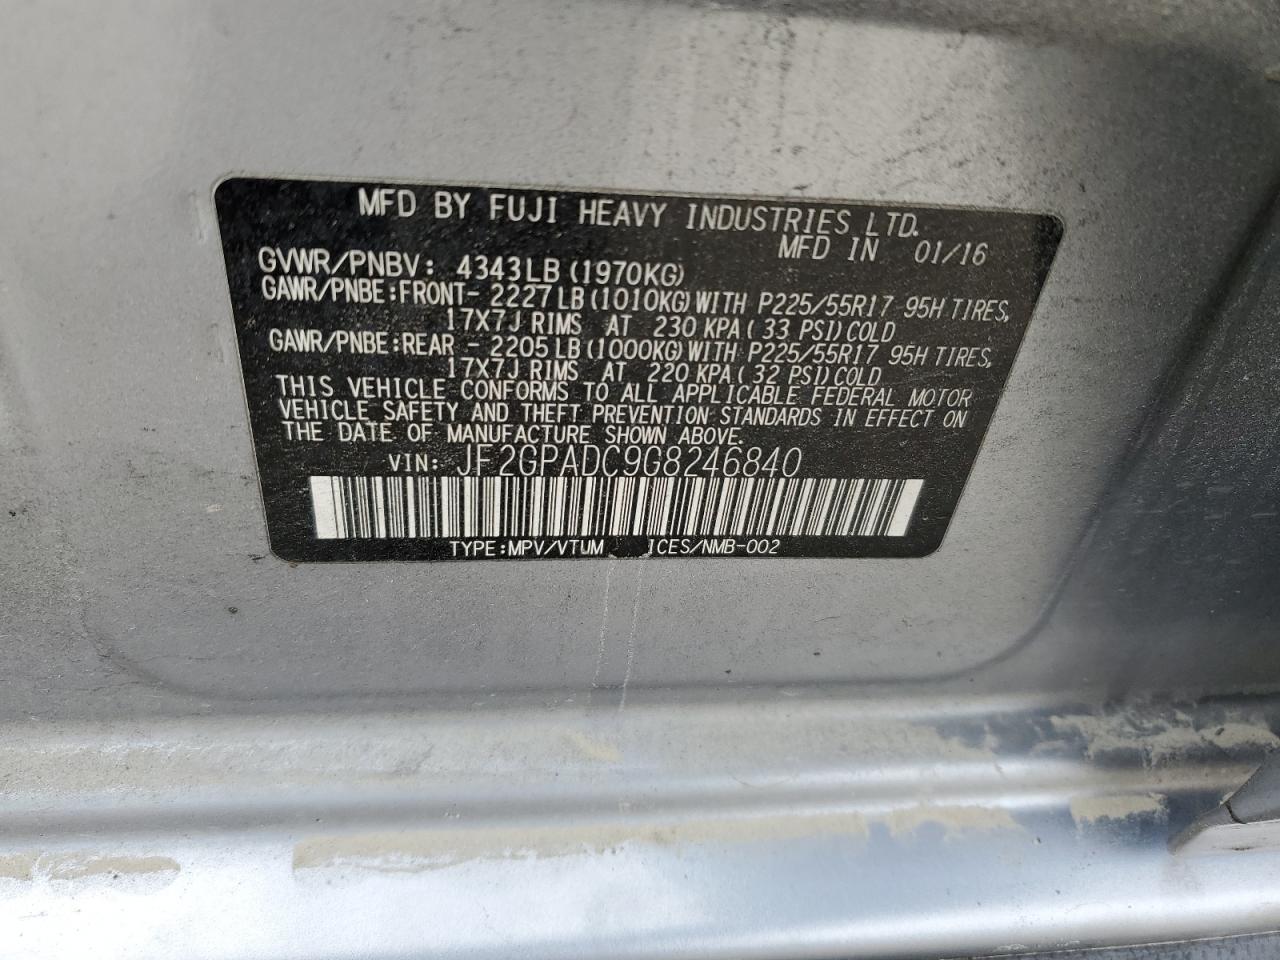 MFD BY FUJI HEAVY INDUSTRIES LTD.
MFD IN 01/16
GVWR/PNBV: 4343LB (1970KG)
GAWR/PNBE:FRONT- 2227LB (1010KG) WITH P225/55R17 95H TIRES,
17X7J RIMS AT 230 KPA ( 33 PSI) COLD
GAWR/PNBE:REAR - 2205LB (1000KG) WITH P225/55R17 95H TIRES,
17X7J RIMS AT 220 KPA ( 32 PSI) COLD
THIS VEHICLE CONFORMS TO ALL APPLICABLE FEDERAL MOTOR
VEHICLE SAFETY AND THEFT PREVENTION STANDARDS IN EFFECT ON
THE DATE OF MANUFACTURE SHOWN ABOVE.
VIN: JF2GPADC9G8246840
TYPE:MPV/VTUM ICES/NMB-002